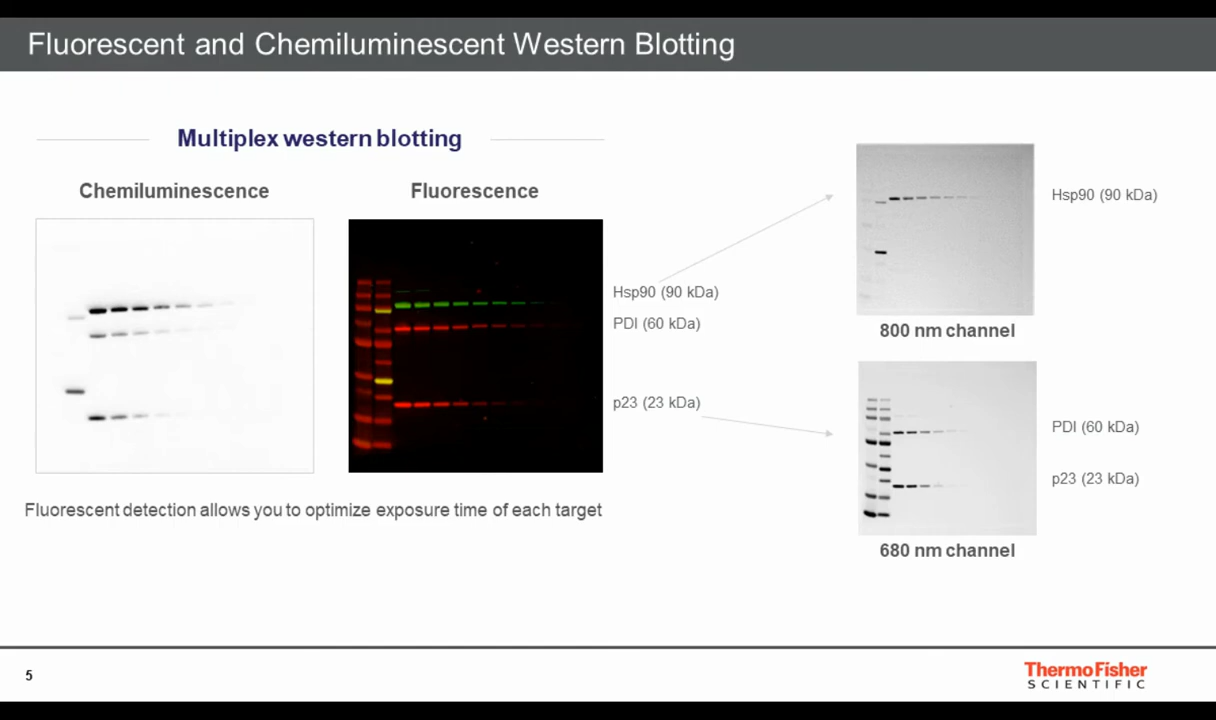 Fluorescent and Chemiluminescent Western Blotting
Multiplex western blotting
Chemiluminescence
Fluorescence
Hsp90 (90 kDa)
PDI (60 kDa)
p23 (23 kDa)
Fluorescent detection allows you to optimize exposure time of each target
Hsp90 (90 kDa)
800 nm channel
PDI (60 kDa)
p23 (23 kDa)
680 nm channel
5
ThermoFisher
SCIENTIFIC